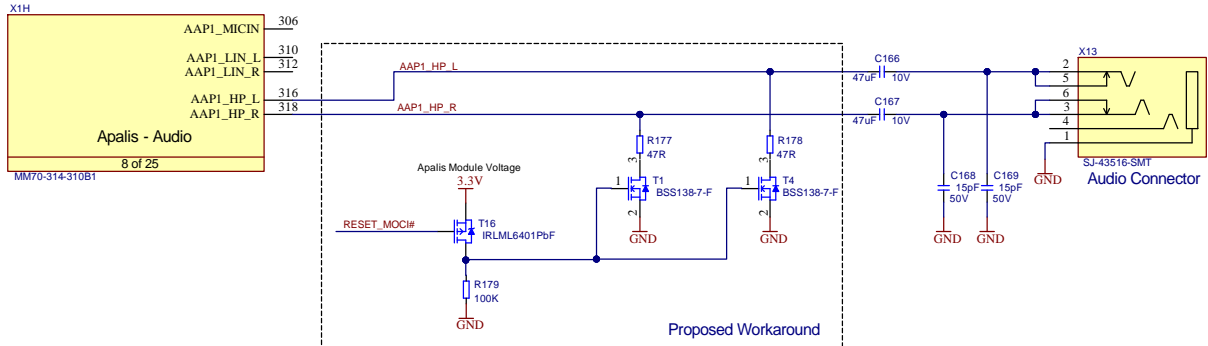 X1H
AAP1_MICIN 306
AAP1_LIN_L 310
AAP1_LIN_R 312
AAP1_HP_L 316
AAP1_HP_R 318
Apalis - Audio
8 of 25
MM70-314-310B1
AAP1_HP_L
AAP1_HP_R
R177
47R
R178
47R
3
3
Apalis Module Voltage
3.3V
1
T1
BSS138-7-F
1
T4
BSS138-7-F
2
2
GND
GND
RESET_MOCI#
T16
IRLML6401PbF
R179
100K
GND
Proposed Workaround
C166
47uF 10V
C167
47uF 10V
C168
15pF
50V
C169
15pF
50V
GND
GND
X13
2
5
6
3
4
1
GND
SJ-43516-SMT
Audio Connector